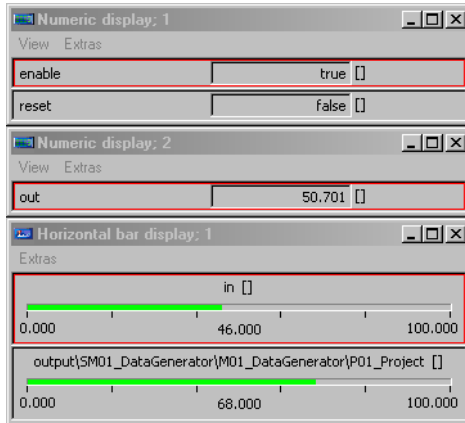 Numeric display; 1
View Extras
enable true []
reset false []
Numeric display; 2
View Extras
out 50.701 []
Horizontal bar display; 1
Extras
in []
0.000 46.000 100.000
output\SM01_DataGenerator\M01_DataGenerator\P01_Project []
0.000 68.000 100.000